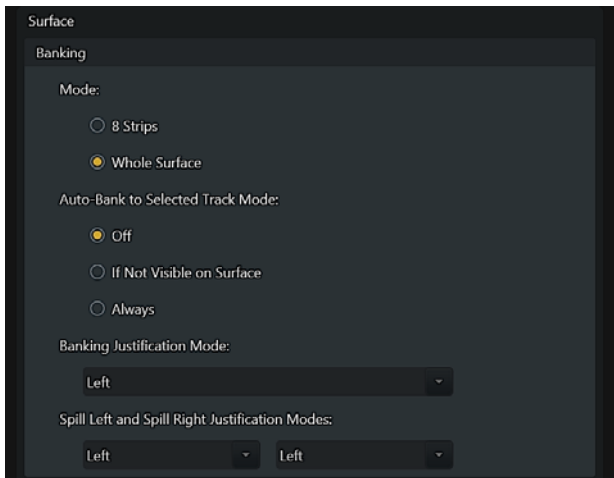 Surface
Banking
Mode:
8 Strips
Whole Surface
Auto-Bank to Selected Track Mode:
Off
If Not Visible on Surface
Always
Banking Justification Mode:
Left
Spill Left and Spill Right Justification Modes:
Left Left